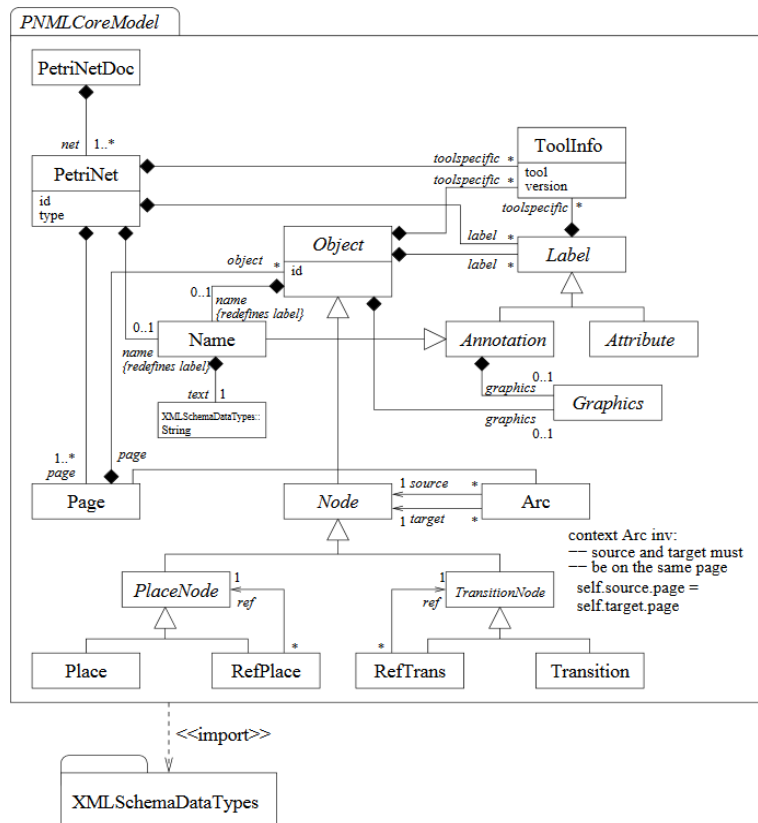 PNMLCoreModel
PetriNetDoc
net
1..*
PetriNet
id
type
toolspecific *
toolspecific *
ToolInfo
tool
version
toolspecific *
label *
label *
Label
Object
id
object *
0..1
name
{redefines label}
0..1
name
{redefines label}
Name
Annotation
Attribute
text 1
XMLSchemaDataTypes::
String
graphics
0..1
Graphics
graphics
0..1
1..*
page
page
Page
Node
1 source *
1 target *
Arc
context Arc inv:
-- source and target must
-- be on the same page
self.source.page =
self.target.page
PlaceNode
1
ref
*
TransitionNode
1
ref
*
Place
RefPlace
RefTrans
Transition
<<import>>
XMLSchemaDataTypes